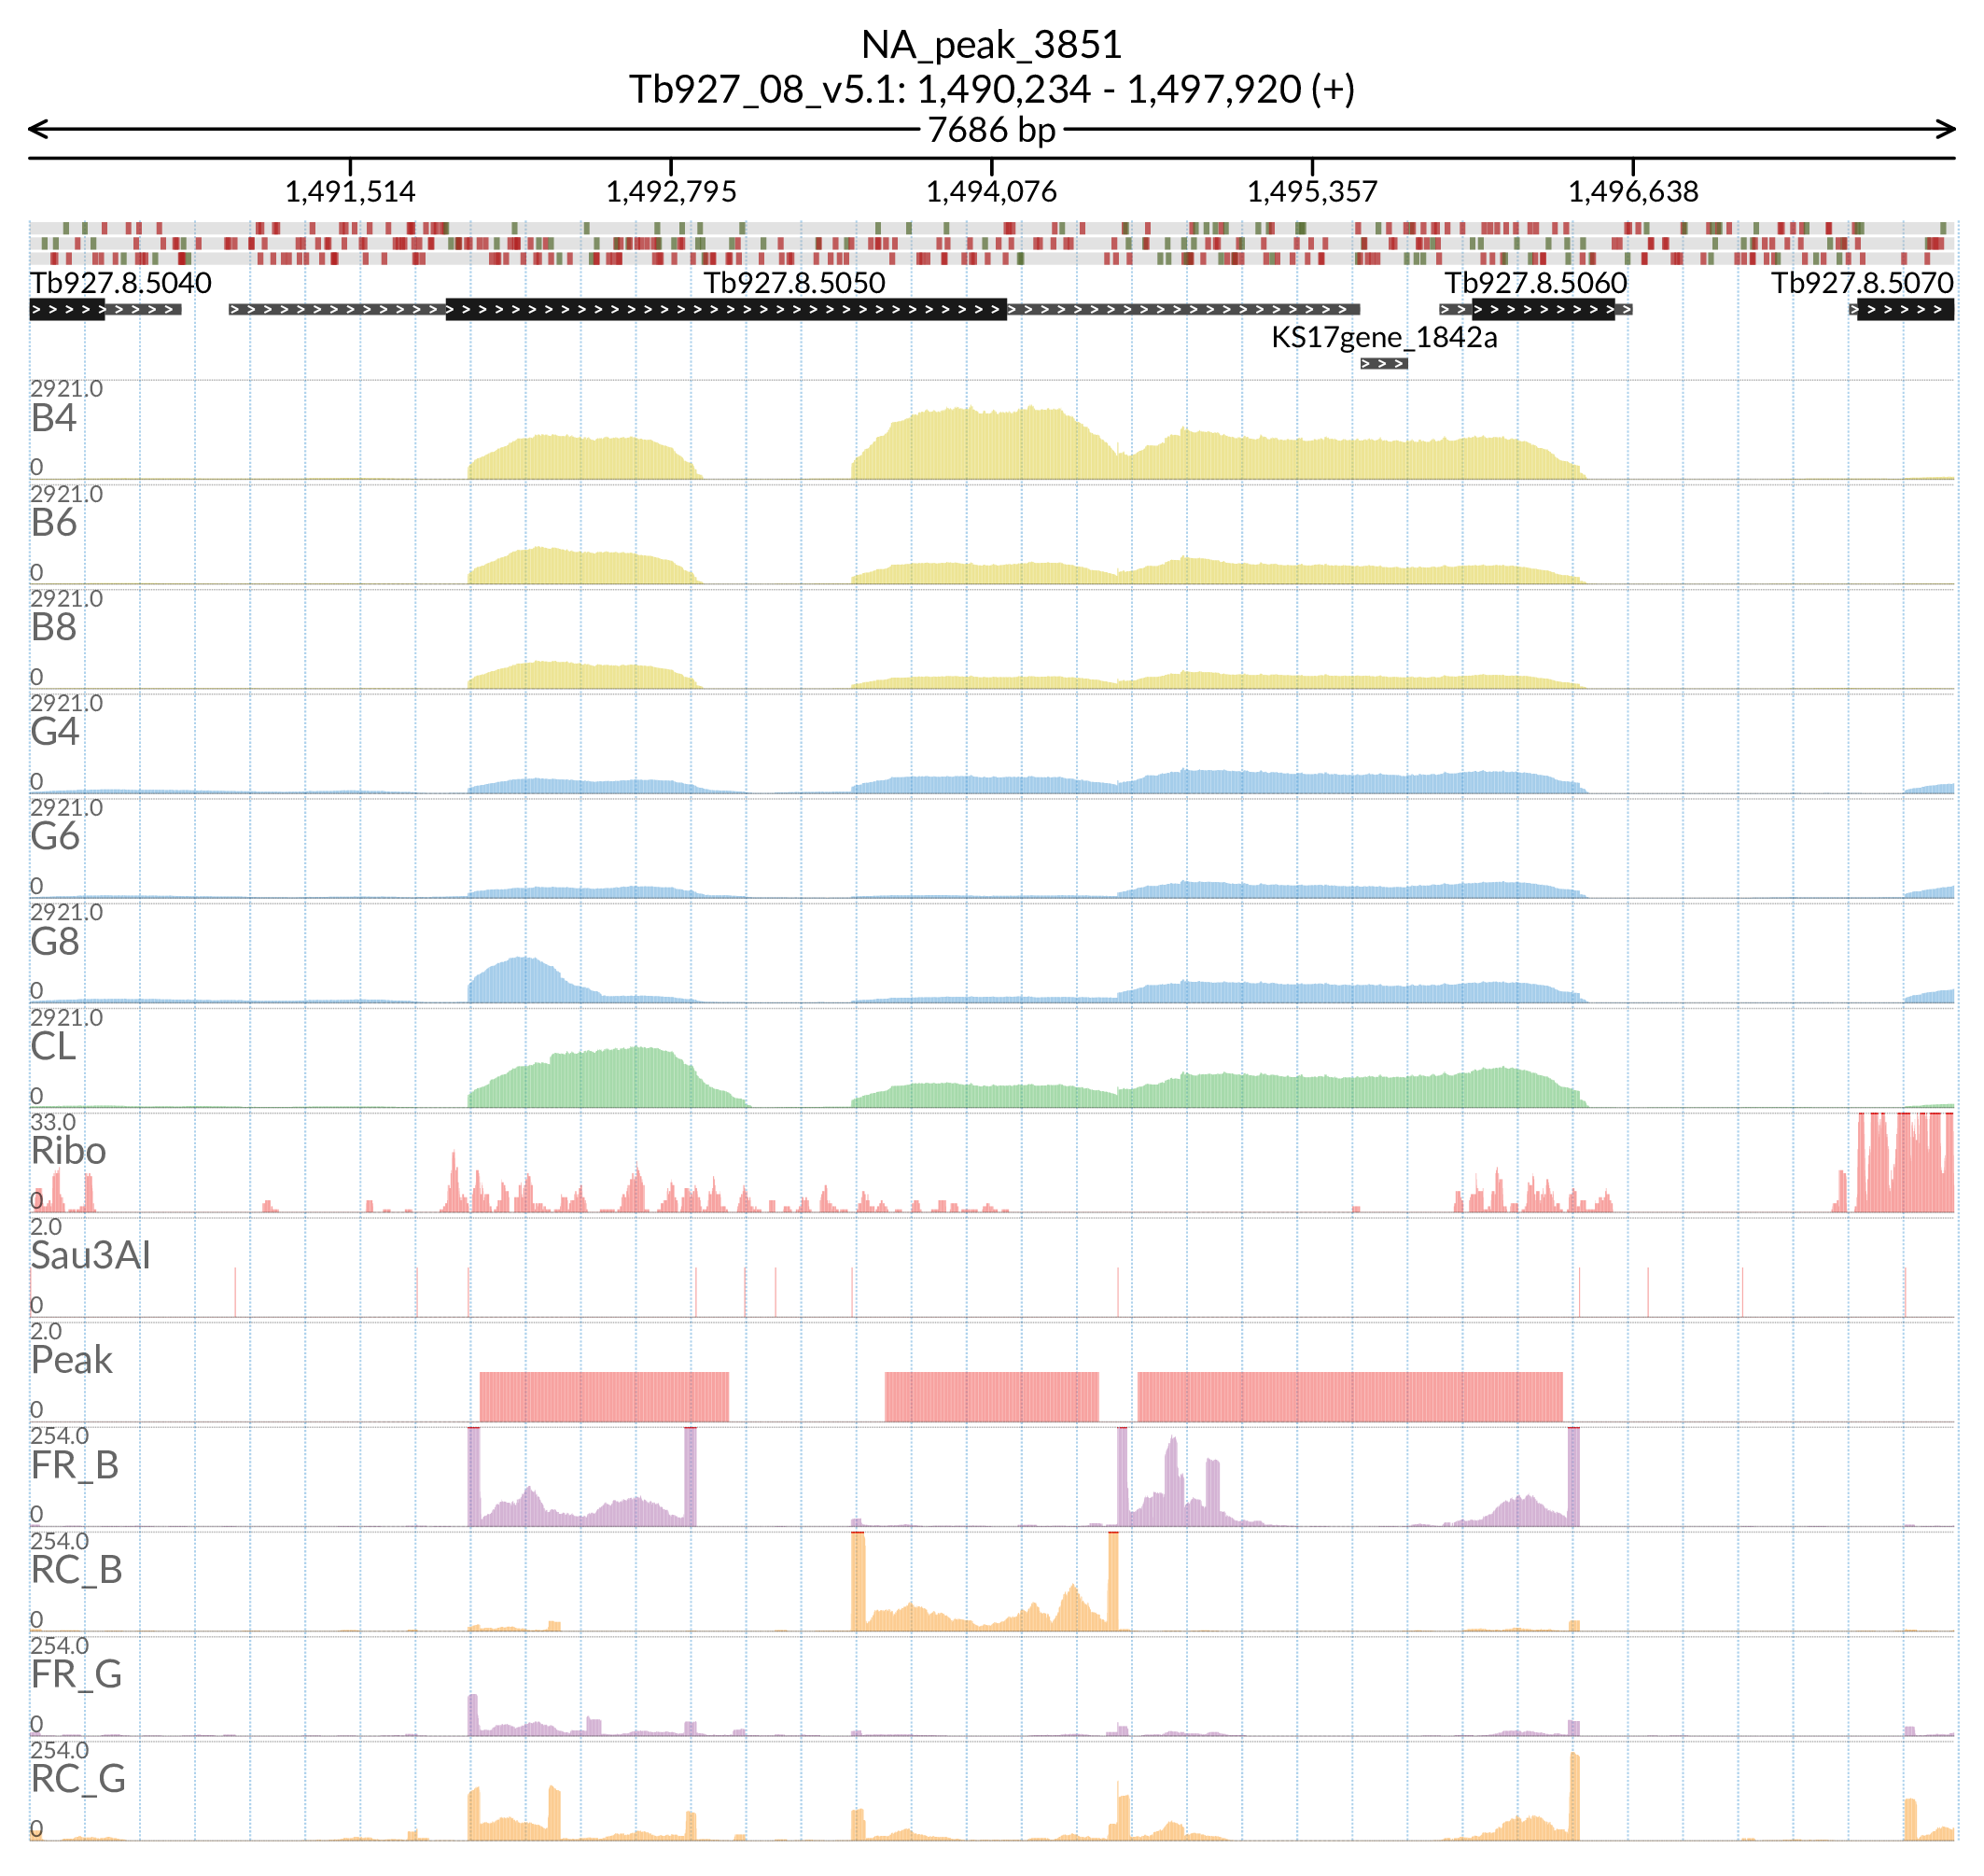 NA_peak_3851
Tb927_08_v5.1: 1,490,234 - 1,497,920 (+)
7686 bp
1,491,514 1,492,795 1,494,076 1,495,357 1,496,638
Tb927.8.5040 Tb927.8.5050 Tb927.8.5060 Tb927.8.5070
KS17gene_1842a
2921.0
B4
0
2921.0
B6
0
2921.0
B8
0
2921.0
G4
0
2921.0
G6
0
2921.0
G8
0
2921.0
CL
0
33.0
Ribo
0
2.0
Sau3AI
0
2.0
Peak
0
254.0
FR_B
0
254.0
RC_B
0
254.0
FR_G
0
254.0
RC_G
0